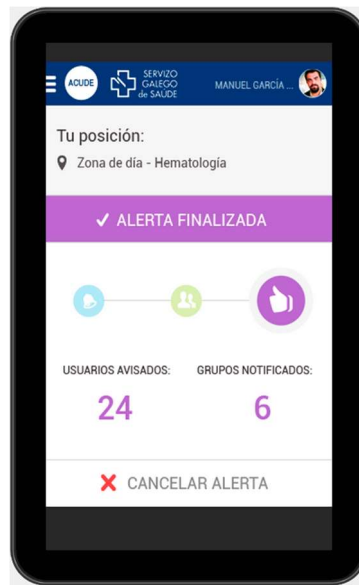 ACUDE
SERVIZO
GALEGO
de SAÚDE
MANUEL GARCÍA ...
Tu posición:
Zona de día - Hematología
ALERTA FINALIZADA
USUARIOS AVISADOS:
GRUPOS NOTIFICADOS:
24
6
CANCELAR ALERTA